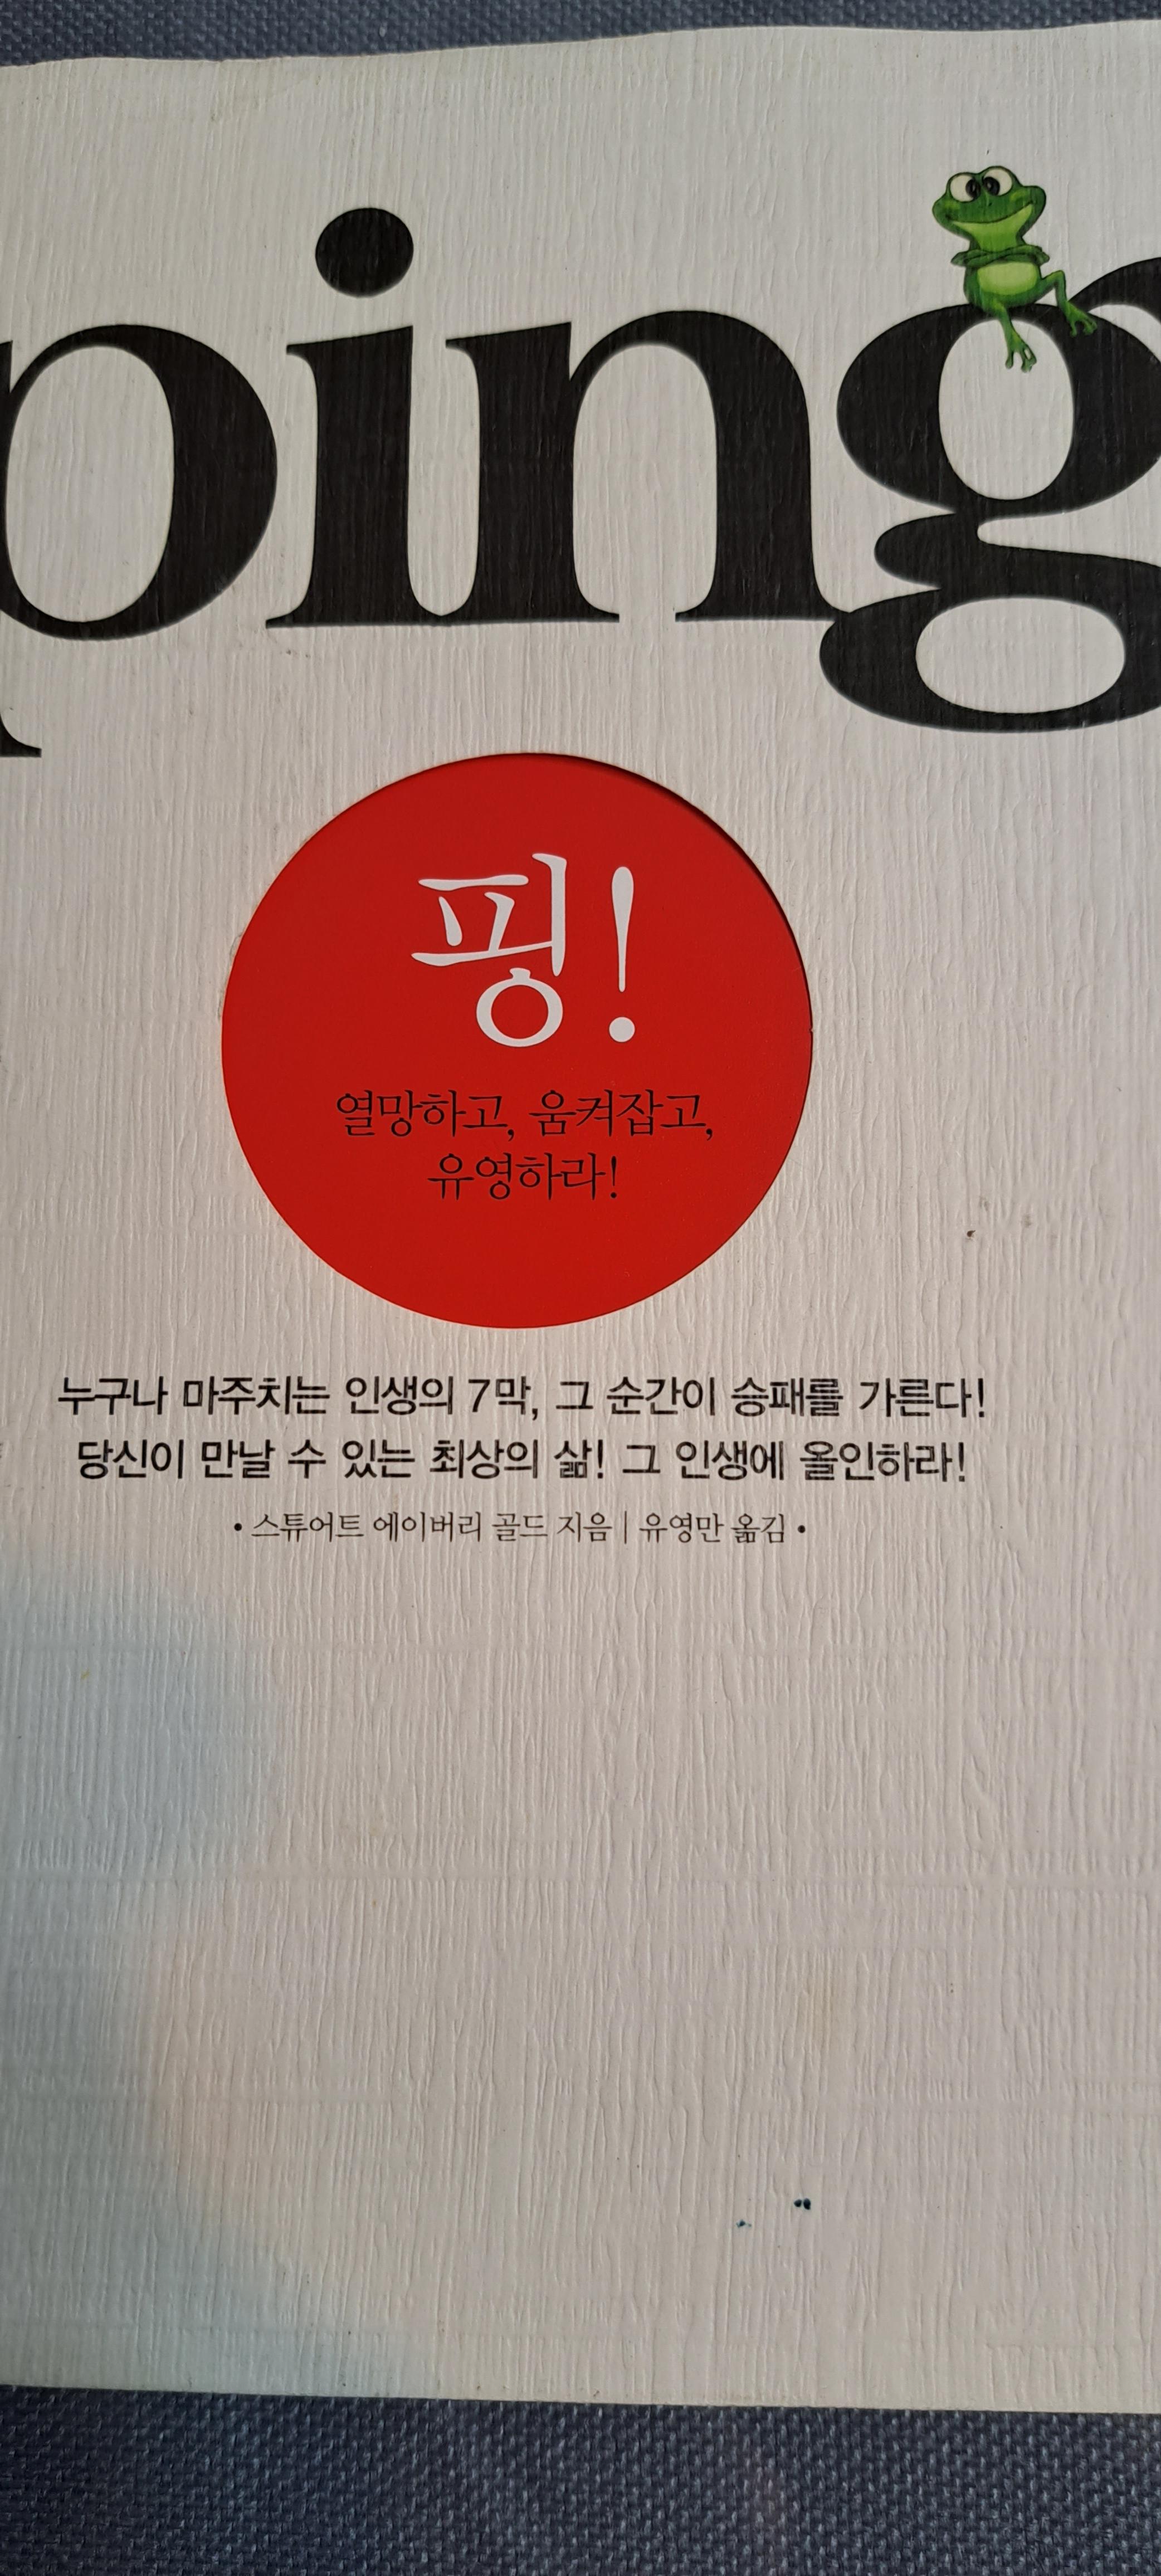 ping
핑!
열망하고, 움켜잡고,
유영하라!
누구나 마주치는 인생의 7막, 그 순간이 승패를 가른다!
당신이 만날 수 있는 최상의 삶! 그 인생에 올인하라!
• 스튜어트 에이버리 골드 지음 | 유영만 옮김 •